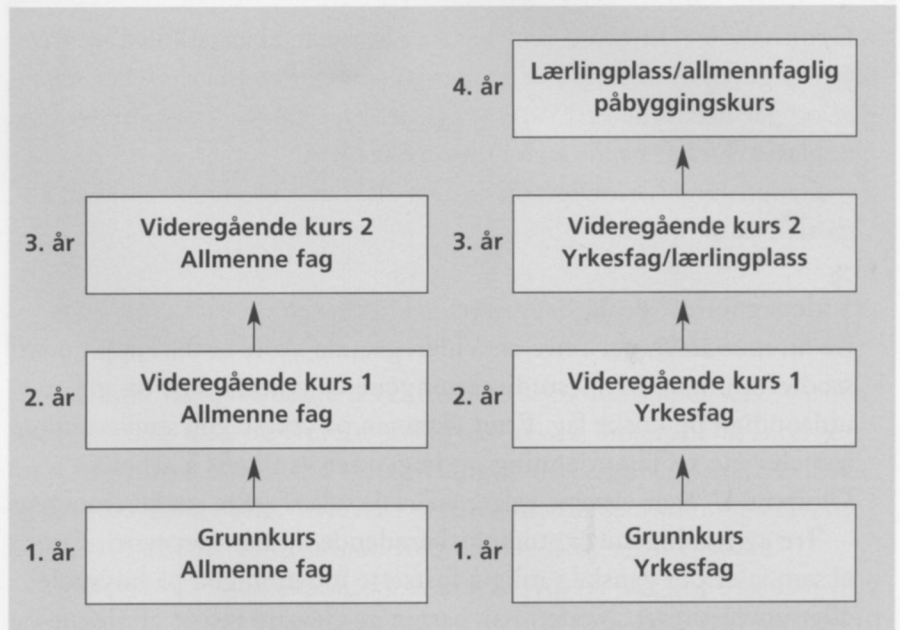 4. år
Lærlingplass/allmennfaglig
påbyggingskurs
3. år
Videregående kurs 2
Allmenne fag
3. år
Videregående kurs 2
Yrkesfag/lærlingplass
2. år
Videregående kurs 1
Allmenne fag
2. år
Videregående kurs 1
Yrkesfag
1. år
Grunnkurs
Allmenne fag
1. år
Grunnkurs
Yrkesfag